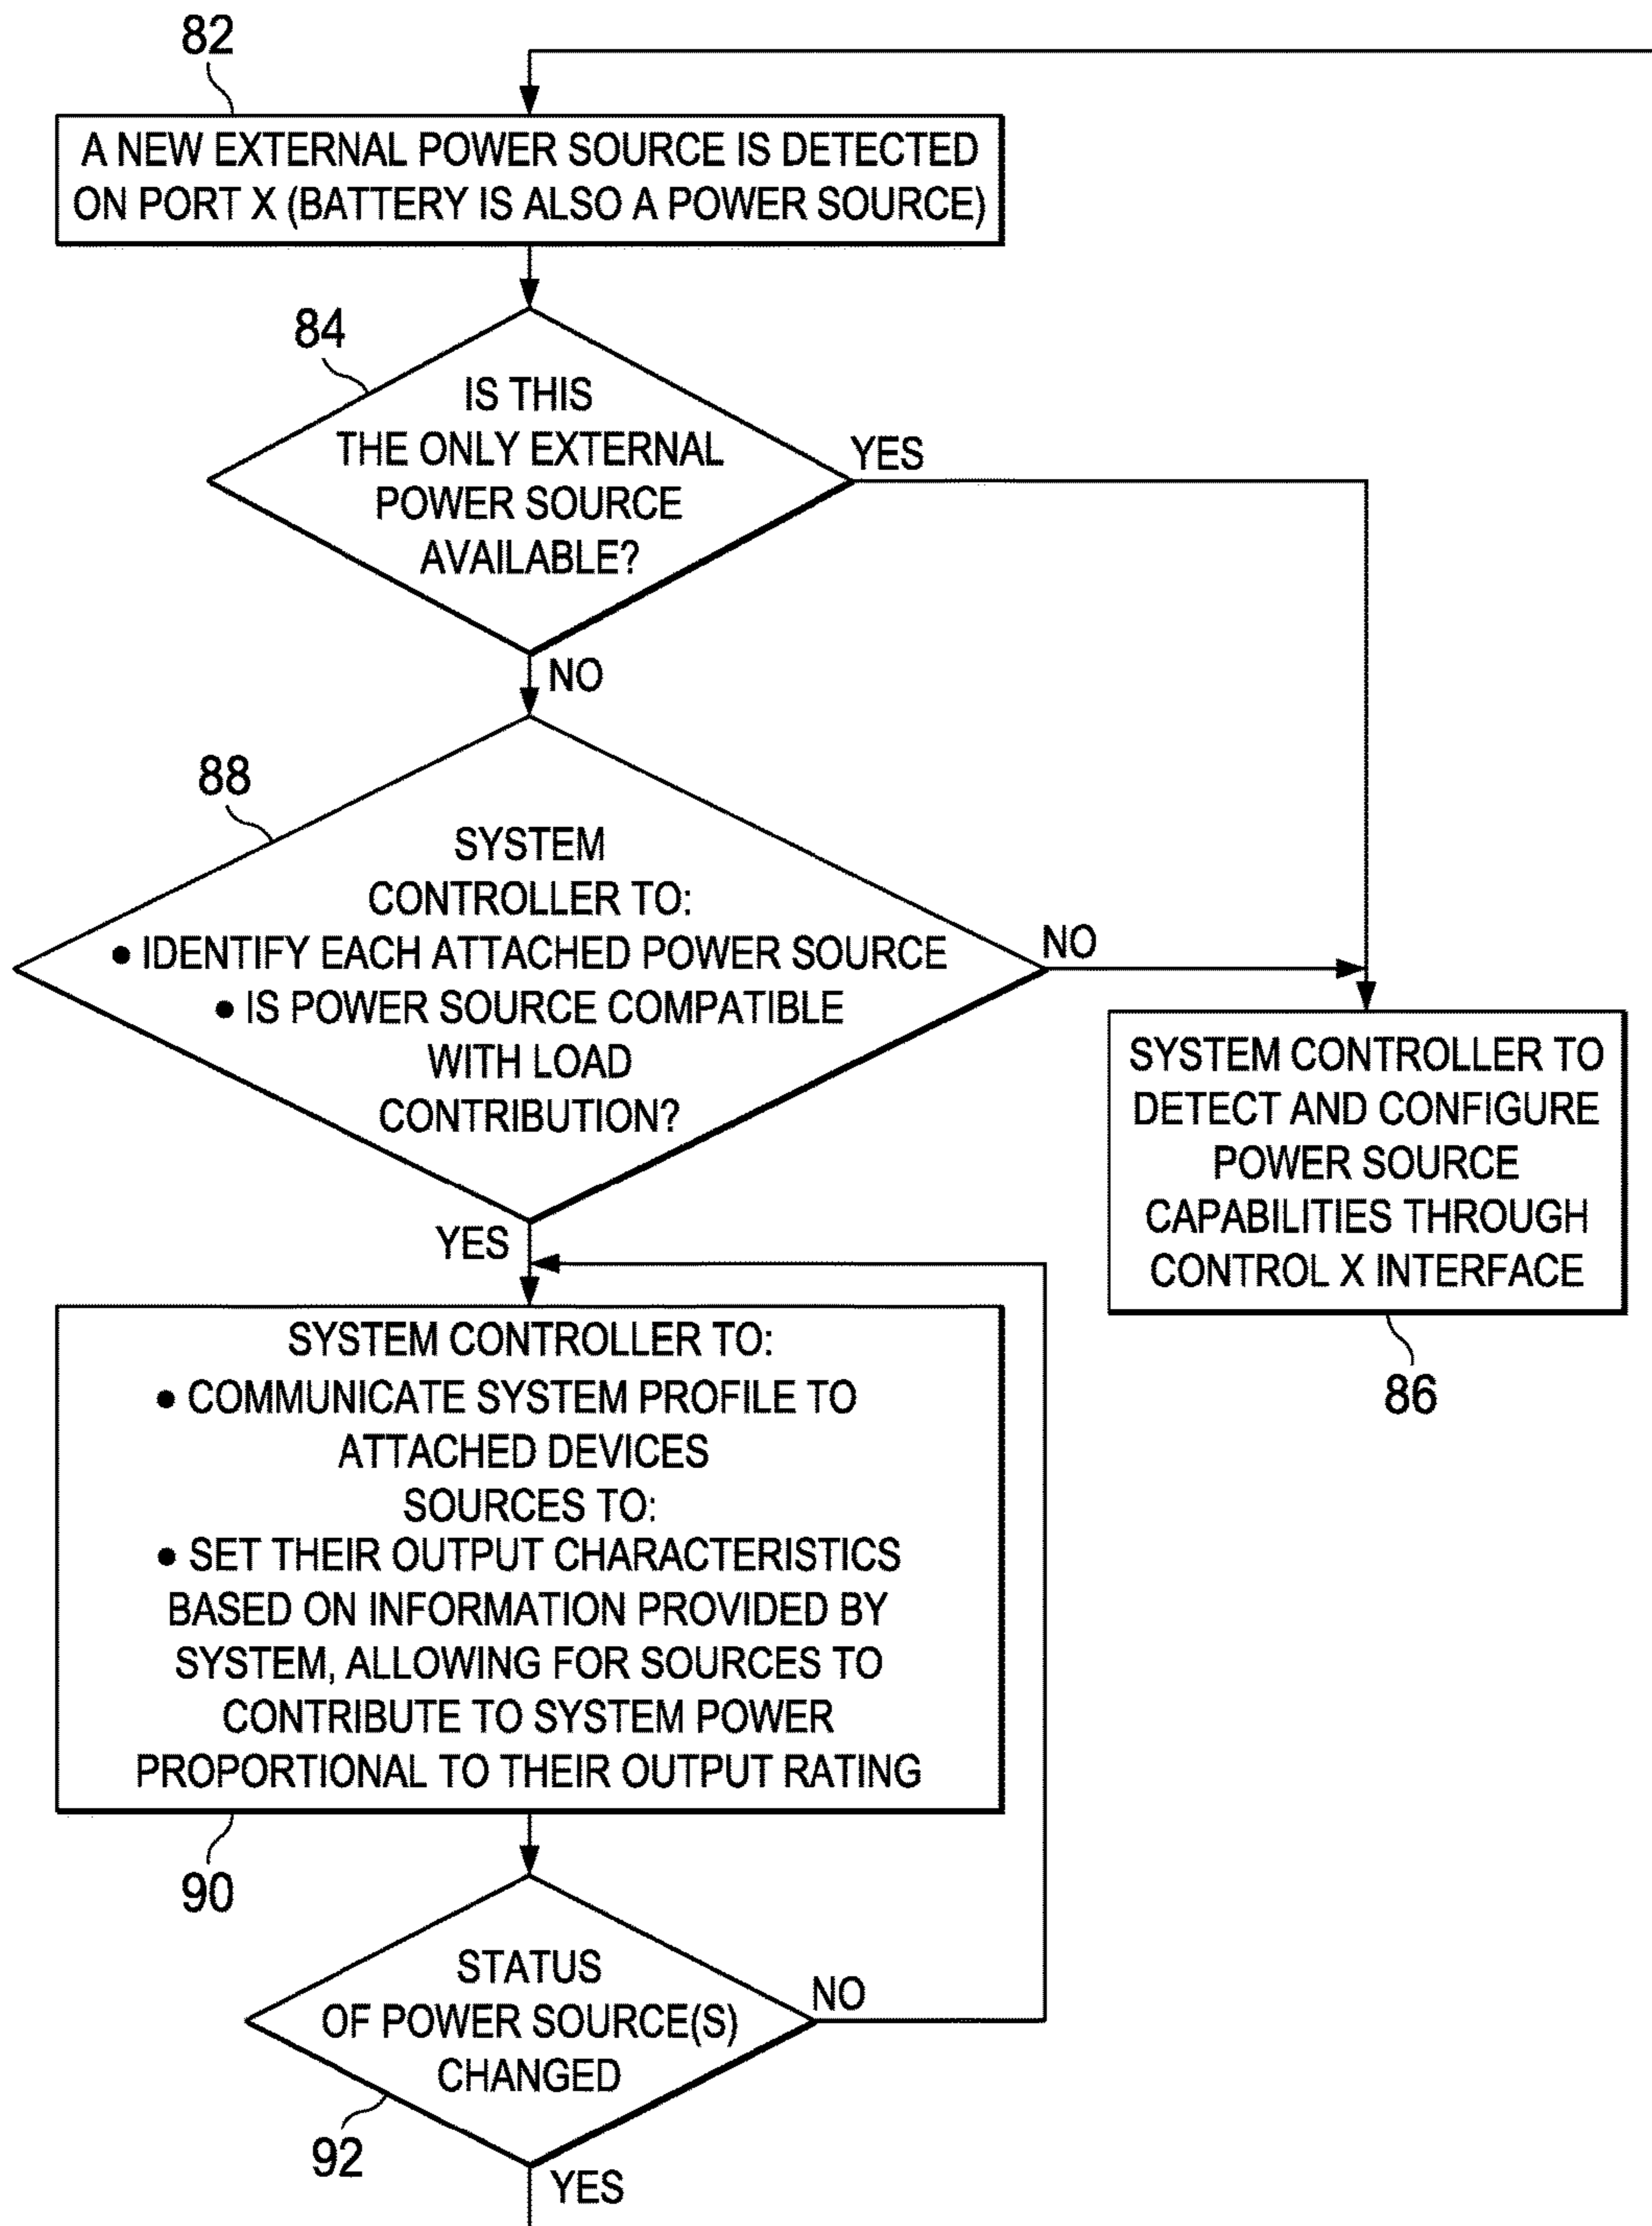 82
A NEW EXTERNAL POWER SOURCE IS DETECTED
ON PORT X (BATTERY IS ALSO A POWER SOURCE)
84
IS THIS
THE ONLY EXTERNAL
POWER SOURCE
AVAILABLE?
YES
NO
88
SYSTEM
CONTROLLER TO:
• IDENTIFY EACH ATTACHED POWER SOURCE
• IS POWER SOURCE COMPATIBLE
WITH LOAD
CONTRIBUTION?
NO
YES
SYSTEM CONTROLLER TO
DETECT AND CONFIGURE
POWER SOURCE
CAPABILITIES THROUGH
CONTROL X INTERFACE
86
SYSTEM CONTROLLER TO:
• COMMUNICATE SYSTEM PROFILE TO
ATTACHED DEVICES
SOURCES TO:
• SET THEIR OUTPUT CHARACTERISTICS
BASED ON INFORMATION PROVIDED BY
SYSTEM, ALLOWING FOR SOURCES TO
CONTRIBUTE TO SYSTEM POWER
PROPORTIONAL TO THEIR OUTPUT RATING
90
STATUS
OF POWER SOURCE(S)
CHANGED
NO
92
YES